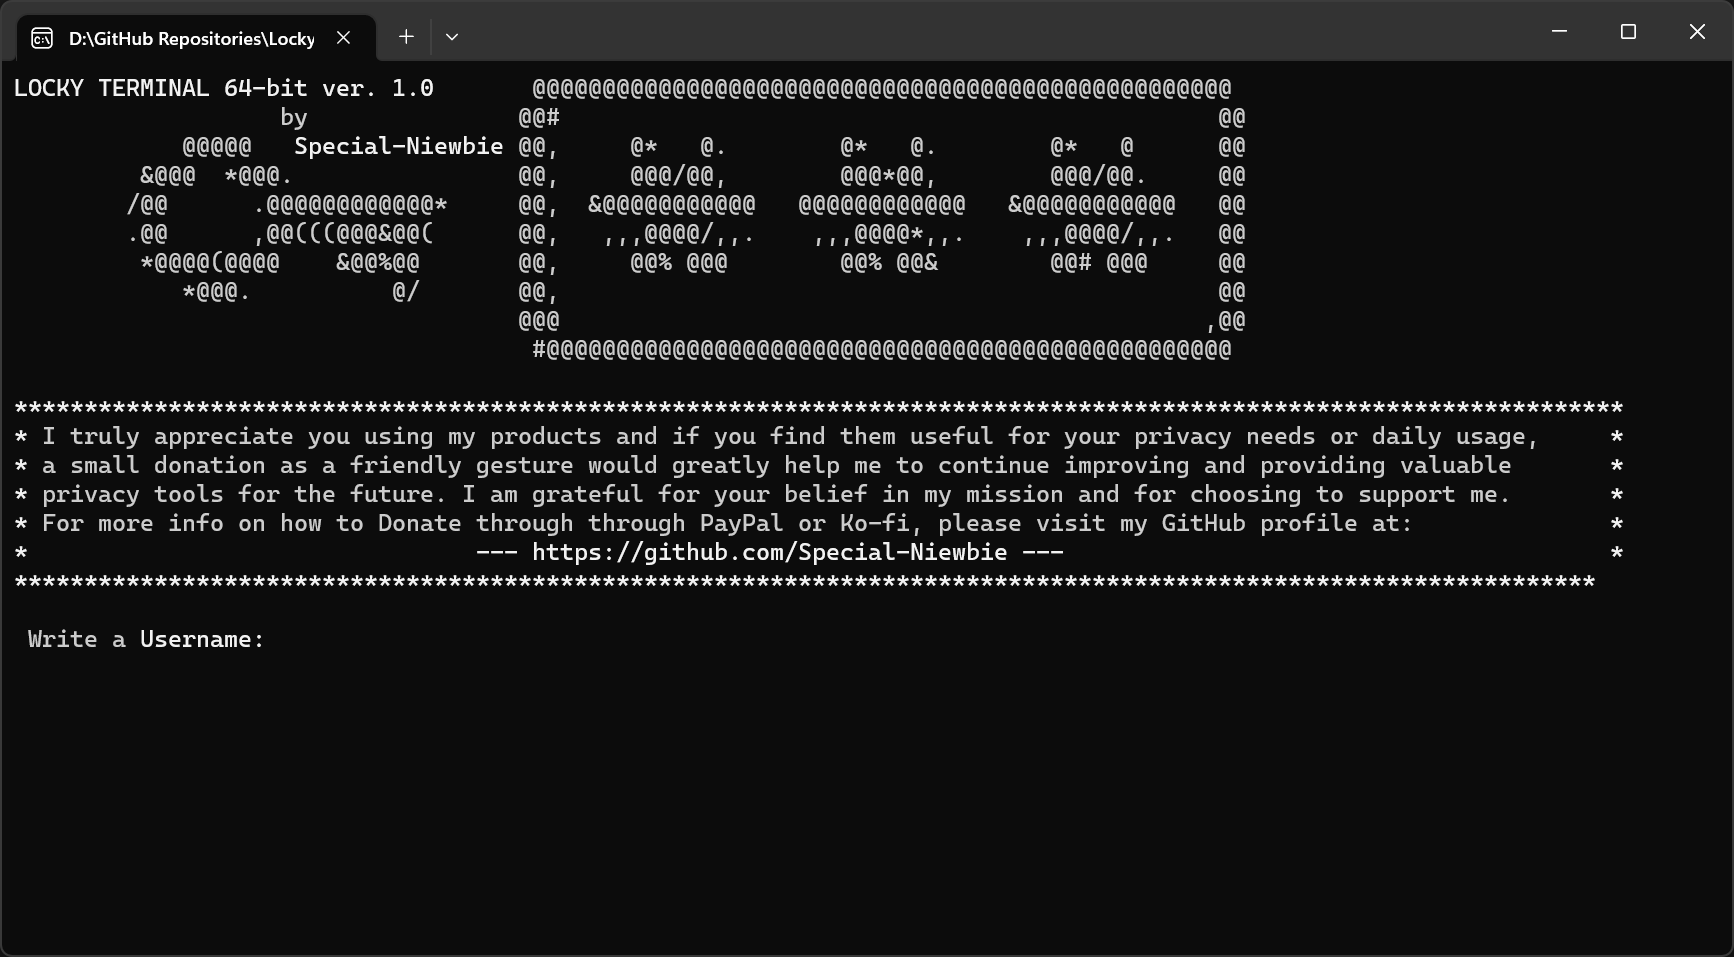 D:\GitHub Repositories\Locky
LOCKY TERMINAL 64-bit ver. 1.0
by
Special-Niewbie
* I truly appreciate you using my products and if you find them useful for your privacy needs or daily usage, *
* a small donation as a friendly gesture would greatly help me to continue improving and providing valuable *
* privacy tools for the future. I am grateful for your belief in my mission and for choosing to support me. *
* For more info on how to Donate through through PayPal or Ko-fi, please visit my GitHub profile at: *
* --- https://github.com/Special-Niewbie --- *
Write a Username: